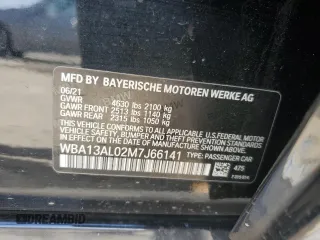 MFD BY BAYERISCHE MOTOREN WERKE AG
06/21
GVWR 4630 lbs 2100 kg
GAWR FRONT 2513 lbs 1140 kg
GAWR REAR 2315 lbs 1050 kg
THIS VEHICLE CONFORMS TO ALL APPLICABLE
FEDERAL MOTOR VEHICLE SAFETY, BUMPER,
AND THEFT PREVENTION STANDARDS IN EFFECT
ON THE DATE OF MANUFACTURE SHOWN ABOVE.
WBA13AL02M7J66141 TYPE: PASSENGER CAR
475
DREAMBID